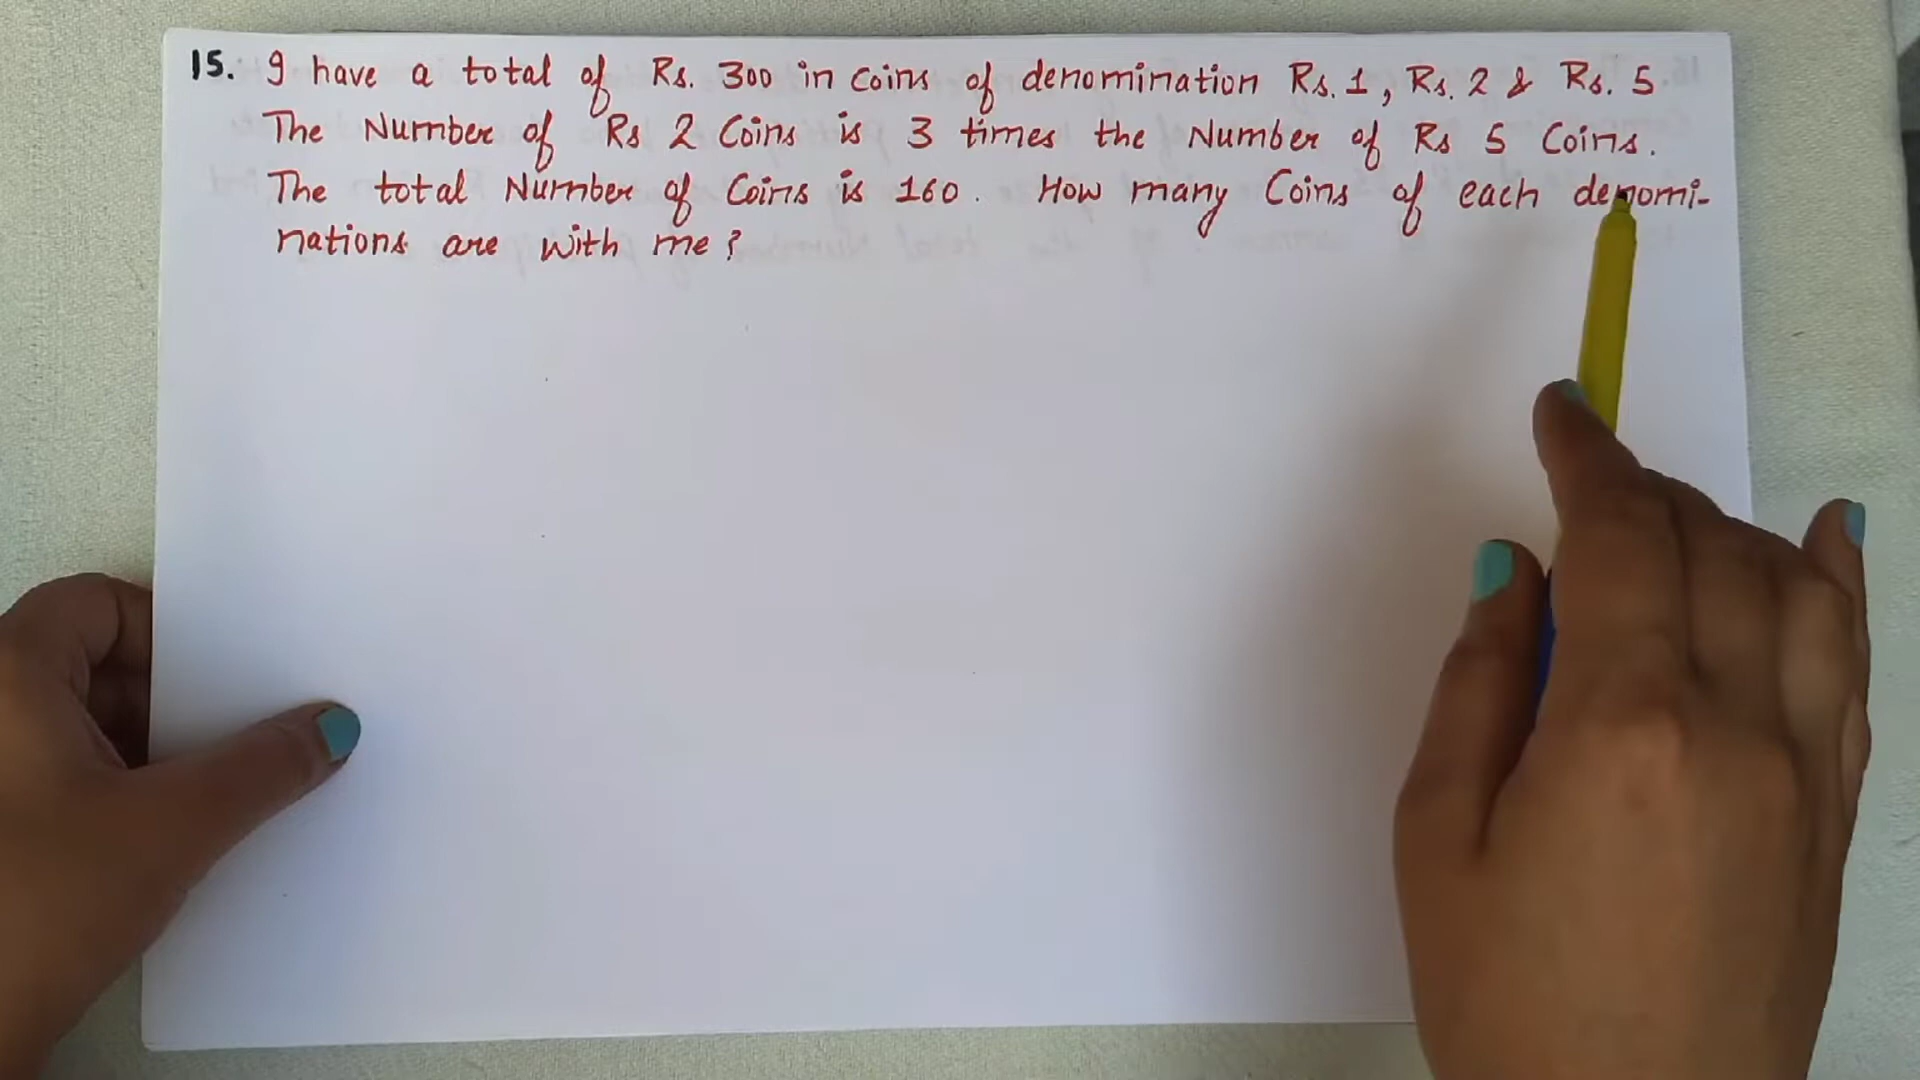 15. I have a total of Rs. 300 in coins of denomination Rs. 1, Rs. 2 & Rs. 5
The Number of Rs 2 Coins is 3 times the Number of Rs 5 Coins.
The total Number of Coins is 160. How many Coins of each denomi-
nations are with me?